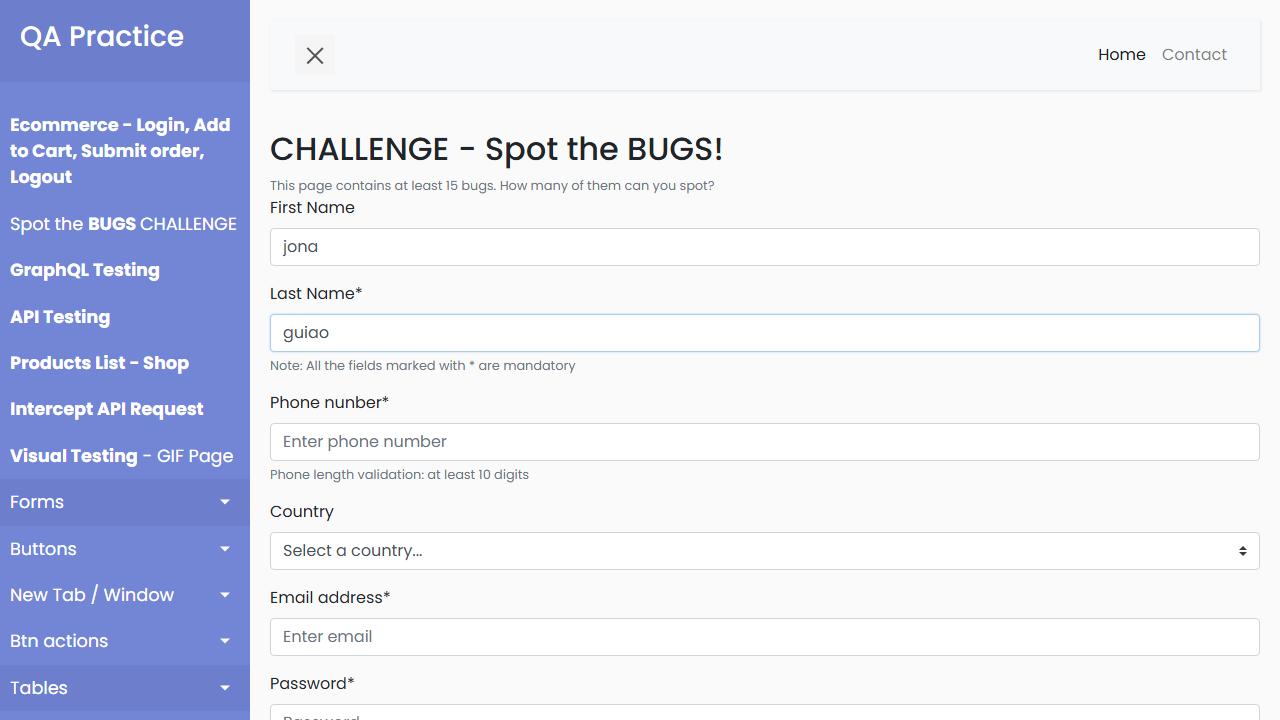 QA Practice
Ecommerce - Login, Add
to Cart, Submit order,
Logout
Spot the BUGS CHALLENGE
GraphQL Testing
API Testing
Products List - Shop
Intercept API Request
Visual Testing - GIF Page
Forms
Buttons
New Tab / Window
Btn actions
Tables
Home Contact
CHALLENGE - Spot the BUGS!
This page contains at least 15 bugs. How many of them can you spot?
First Name
jona
Last Name*
guiao
Note: All the fields marked with * are mandatory
Phone nunber*
Enter phone number
Phone length validation: at least 10 digits
Country
Select a country...
Email address*
Enter email
Password*
Password